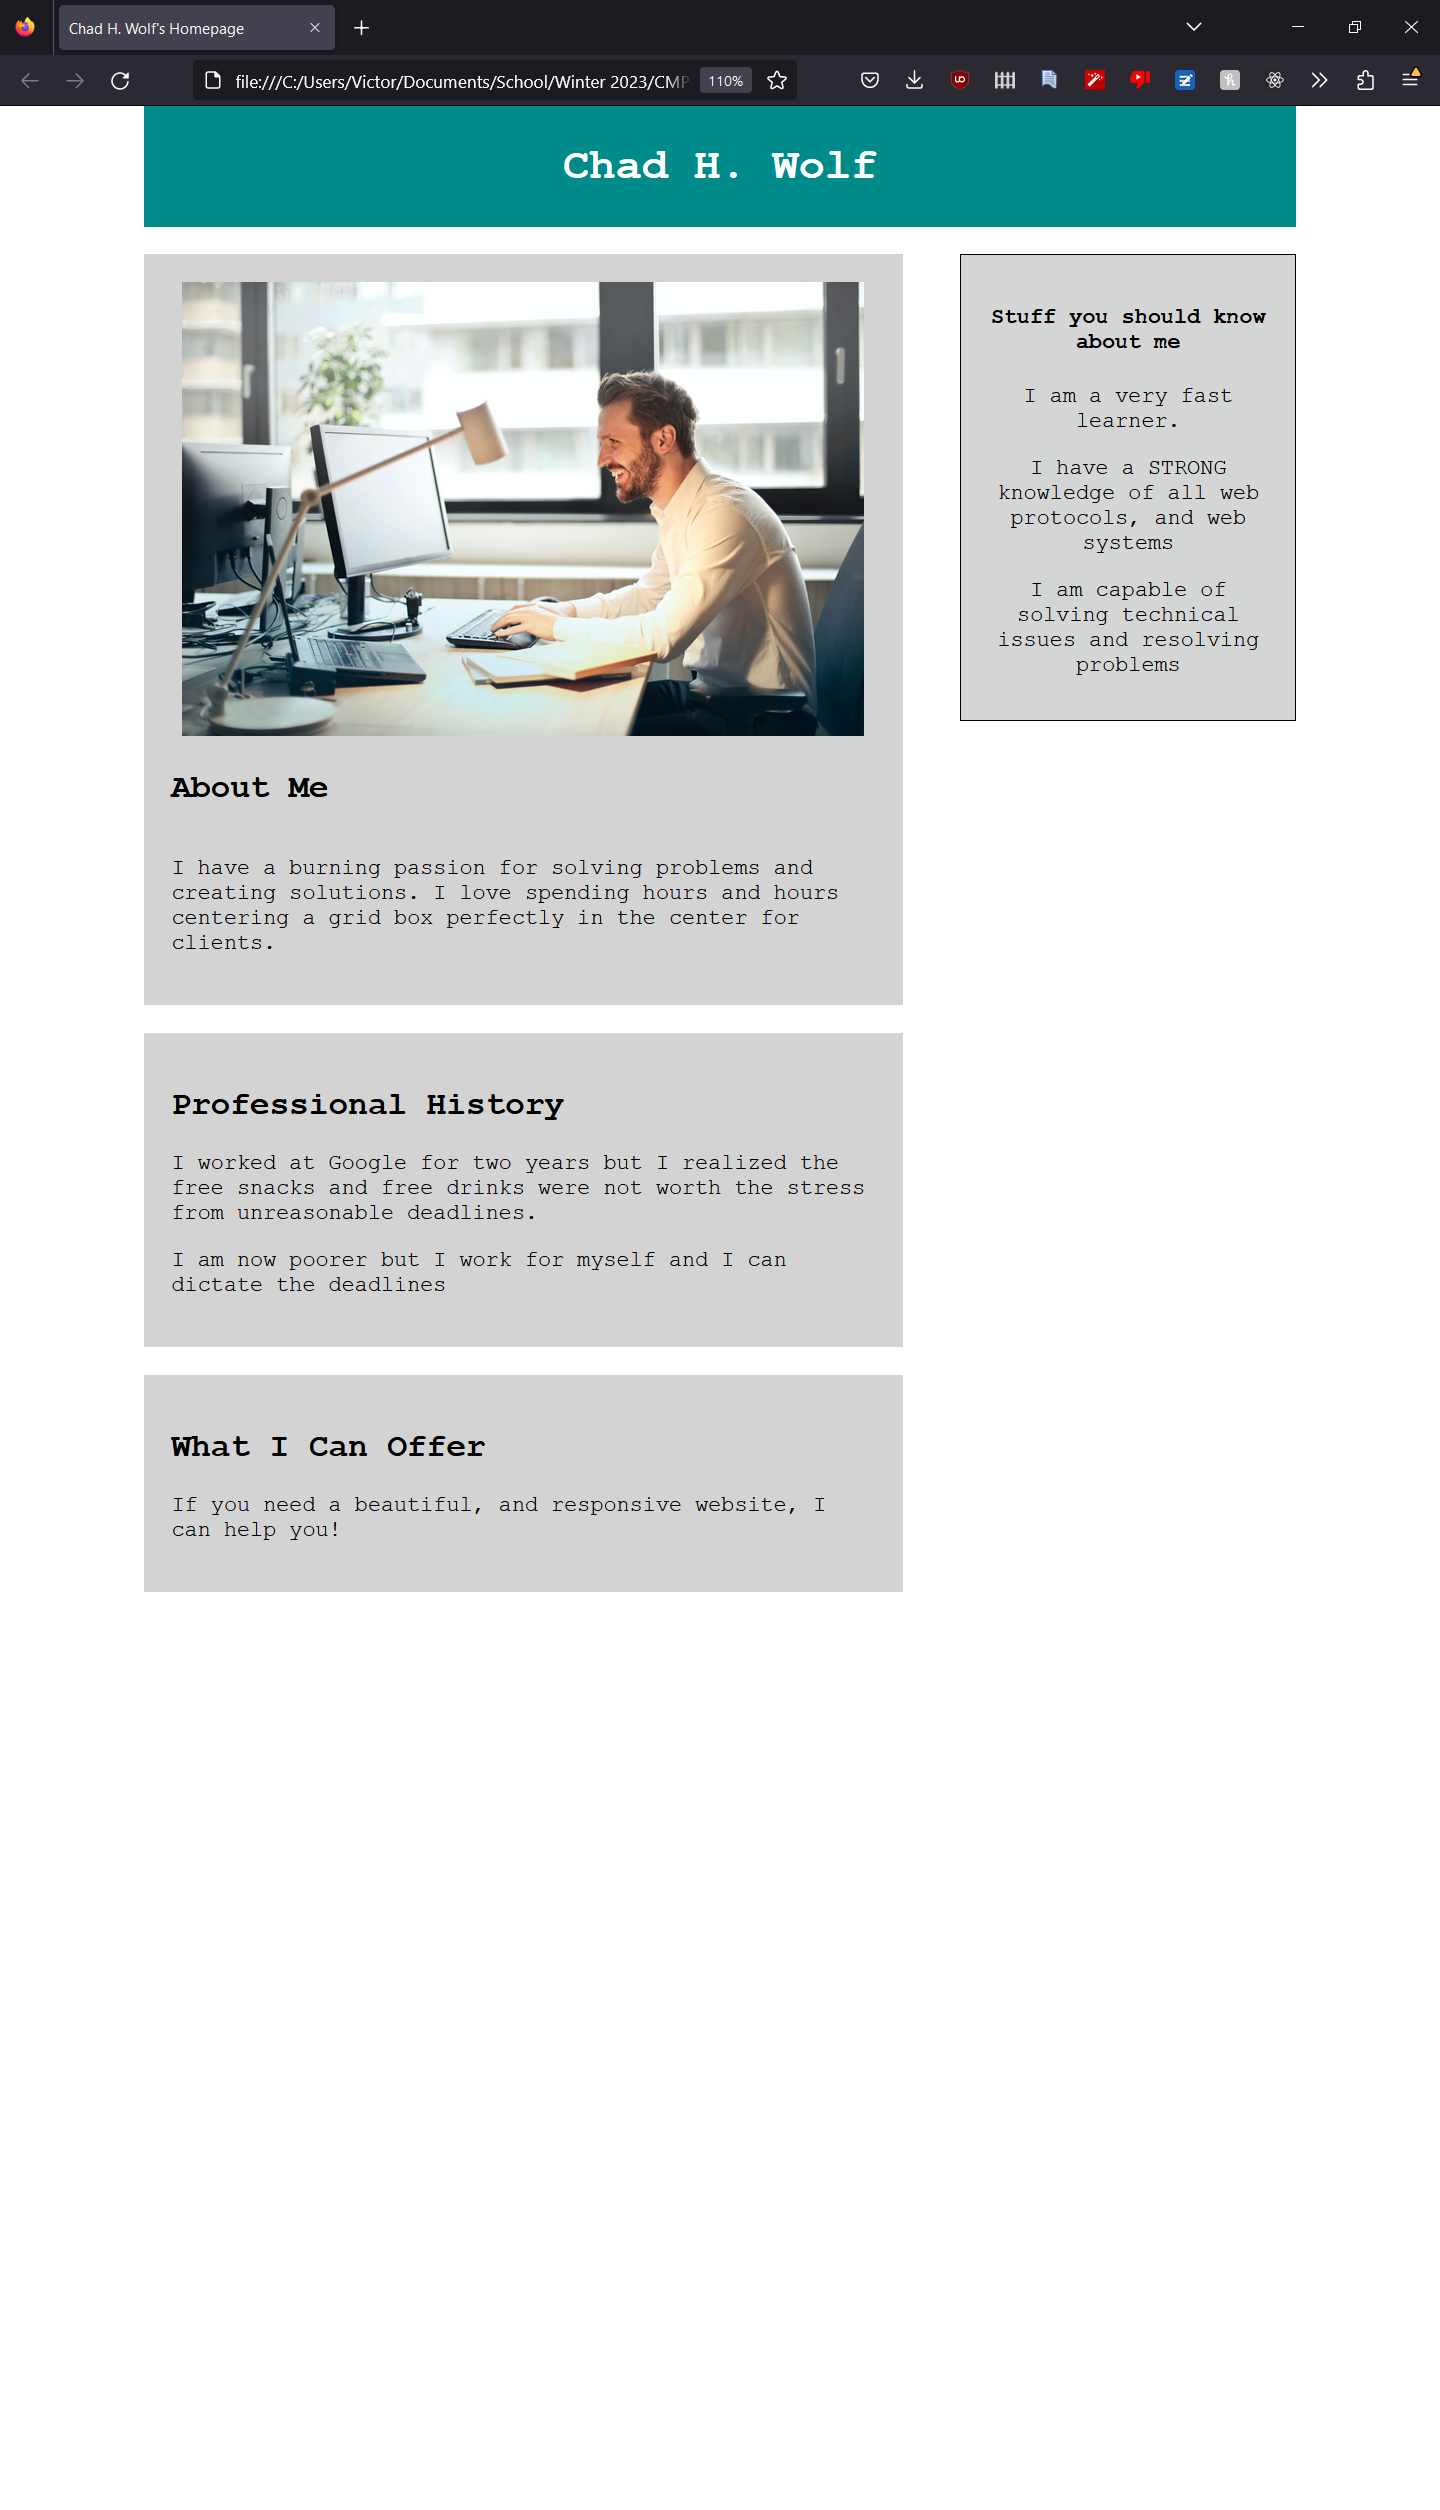 Chad H. Wolf's Homepage
file:///C:/Users/Victor/Documents/School/Winter 2023/CMP
110%
Chad H. Wolf
About Me
I have a burning passion for solving problems and
creating solutions. I love spending hours and hours
centering a grid box perfectly in the center for
clients.
Professional History
I worked at Google for two years but I realized the
free snacks and free drinks were not worth the stress
from unreasonable deadlines.
I am now poorer but I work for myself and I can
dictate the deadlines
What I Can Offer
If you need a beautiful, and responsive website, I
can help you!
Stuff you should know
about me
I am a very fast
learner.
I have a STRONG
knowledge of all web
protocols, and web
systems
I am capable of
solving technical
issues and resolving
problems